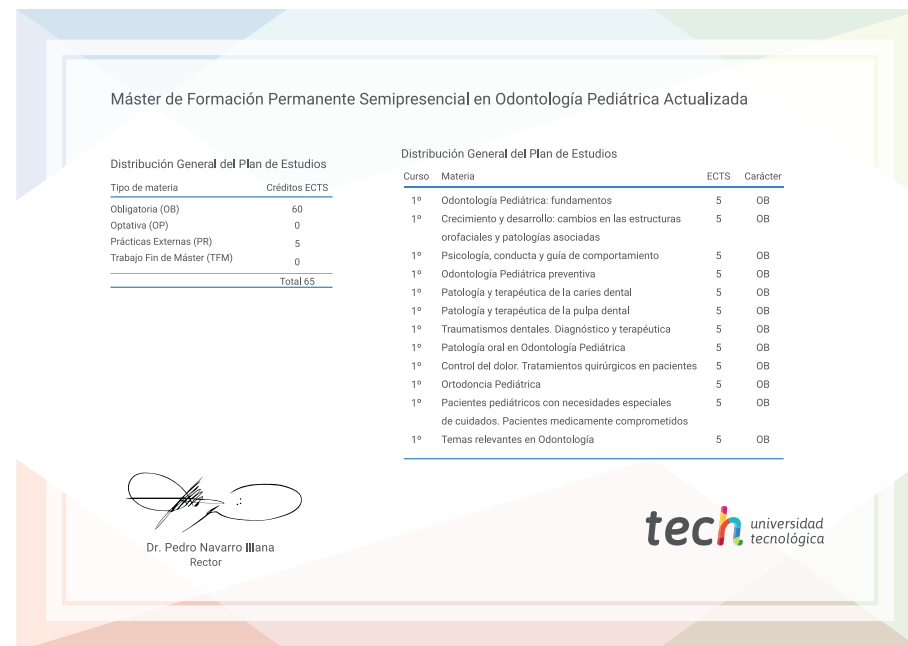 Máster de Formación Permanente Semipresencial en Odontología Pediátrica Actualizada
Distribución General del Plan de Estudios
Tipo de materia Créditos ECTS
Obligatoria (OB) 60
Optativa (OP) 0
Prácticas Externas (PR) 5
Trabajo Fin de Máster (TFM) 0
Total 65
Distribución General del Plan de Estudios
Curso Materia ECTS Carácter
1º Odontología Pediátrica: fundamentos 5 OB
1º Crecimiento y desarrollo: cambios en las estructuras 5 OB
orofaciales y patologías asociadas
1º Psicología, conducta y guía de comportamiento 5 OB
1º Odontología Pediátrica preventiva 5 OB
1º Patología y terapéutica de la caries dental 5 OB
1º Patología y terapéutica de la pulpa dental 5 OB
1º Traumatismos dentales. Diagnóstico y terapéutica 5 OB
1º Patología oral en Odontología Pediátrica 5 OB
1º Control del dolor. Tratamientos quirúrgicos en pacientes 5 OB
1º Ortodoncia Pediátrica 5 OB
1º Pacientes pediátricos con necesidades especiales 5 OB
de cuidados. Pacientes medicamente comprometidos
1º Temas relevantes en Odontología 5 OB
Dr. Pedro Navarro Illana
Rector
tech universidad
tecnológica